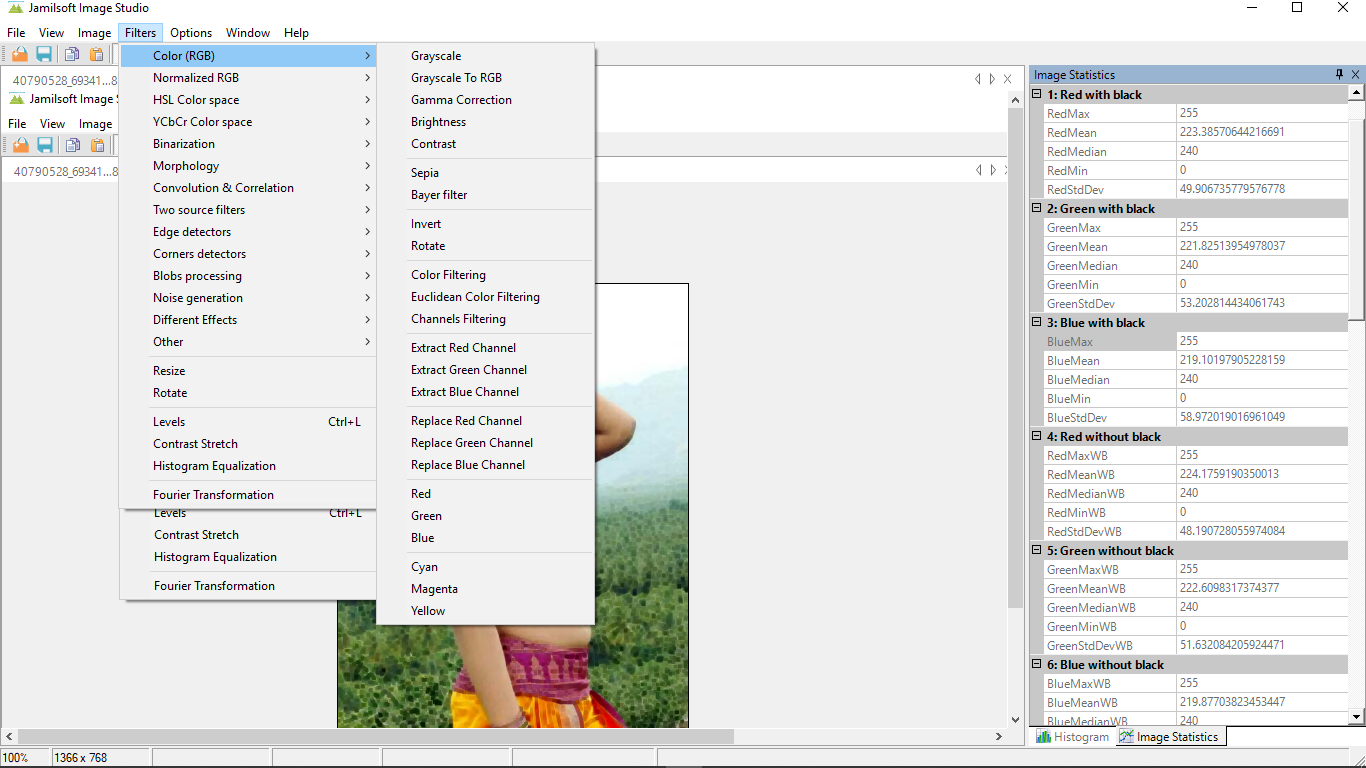 Jamilsoft Image Studio
File View Image Filters Options Window Help
40790528_69341...8
Jamilsoft Image S
File View Image
40790528_69341...8
Color (RGB)
Normalized RGB
HSL Color space
YCbCr Color space
Binarization
Morphology
Convolution & Correlation
Two source filters
Edge detectors
Corners detectors
Blobs processing
Noise generation
Different Effects
Other
Resize
Rotate
Levels Ctrl+L
Contrast Stretch
Histogram Equalization
Fourier Transformation
Levels Ctrl+L
Contrast Stretch
Histogram Equalization
Fourier Transformation
Grayscale
Grayscale To RGB
Gamma Correction
Brightness
Contrast
Sepia
Bayer filter
Invert
Rotate
Color Filtering
Euclidean Color Filtering
Channels Filtering
Extract Red Channel
Extract Green Channel
Extract Blue Channel
Replace Red Channel
Replace Green Channel
Replace Blue Channel
Red
Green
Blue
Cyan
Magenta
Yellow
Image Statistics
1: Red with black
RedMax 255
RedMean 223.38570644216691
RedMedian 240
RedMin 0
RedStdDev 49.906735779576778
2: Green with black
GreenMax 255
GreenMean 221.82513954978037
GreenMedian 240
GreenMin 0
GreenStdDev 53.202814434061743
3: Blue with black
BlueMax 255
BlueMean 219.10197905228159
BlueMedian 240
BlueMin 0
BlueStdDev 58.972019016961049
4: Red without black
RedMaxWB 255
RedMeanWB 224.1759190350013
RedMedianWB 240
RedMinWB 0
RedStdDevWB 48.190728055974084
5: Green without black
GreenMaxWB 255
GreenMeanWB 222.6098317374377
GreenMedianWB 240
GreenMinWB 0
GreenStdDevWB 51.632084205924471
6: Blue without black
BlueMaxWB 255
BlueMeanWB 219.87703823453447
BlueMedianWB 240
Histogram Image Statistics
100% 1366 x 768